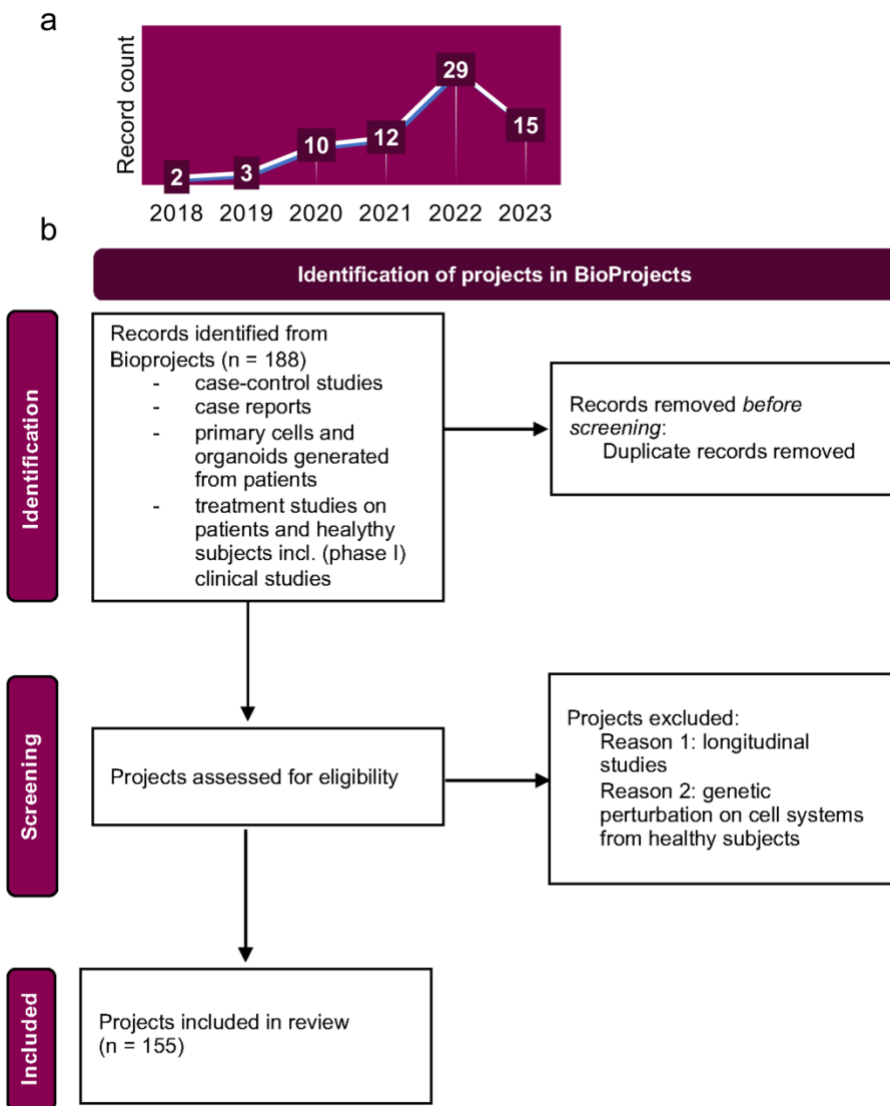 a
Record count
2
3
10
12
29
15
2018 2019 2020 2021 2022 2023
b
Identification of projects in BioProjects
Identification
Records identified from
Bioprojects (n = 188)
- case-control studies
- case reports
- primary cells and
organoids generated
from patients
- treatment studies on
patients and healythy
subjects incl. (phase I)
clinical studies
Records removed before
screening:
Duplicate records removed
Screening
Projects assessed for eligibility
Projects excluded:
Reason 1: longitudinal
studies
Reason 2: genetic
perturbation on cell systems
from healthy subjects
Included
Projects included in review
(n = 155)